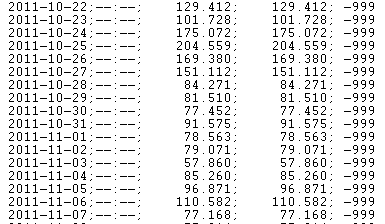 2011-10-22;--:--;    129.412;    129.412; -999
2011-10-23;--:--;    101.728;    101.728; -999
2011-10-24;--:--;    175.072;    175.072; -999
2011-10-25;--:--;    204.559;    204.559; -999
2011-10-26;--:--;    169.380;    169.380; -999
2011-10-27;--:--;    151.112;    151.112; -999
2011-10-28;--:--;     84.271;     84.271; -999
2011-10-29;--:--;     81.510;     81.510; -999
2011-10-30;--:--;     77.452;     77.452; -999
2011-10-31;--:--;     91.575;     91.575; -999
2011-11-01;--:--;     78.563;     78.563; -999
2011-11-02;--:--;     79.071;     79.071; -999
2011-11-03;--:--;     57.860;     57.860; -999
2011-11-04;--:--;     85.260;     85.260; -999
2011-11-05;--:--;     96.871;     96.871; -999
2011-11-06;--:--;    110.582;    110.582; -999
2011-11-07;--:--;     77.168;     77.168; -999